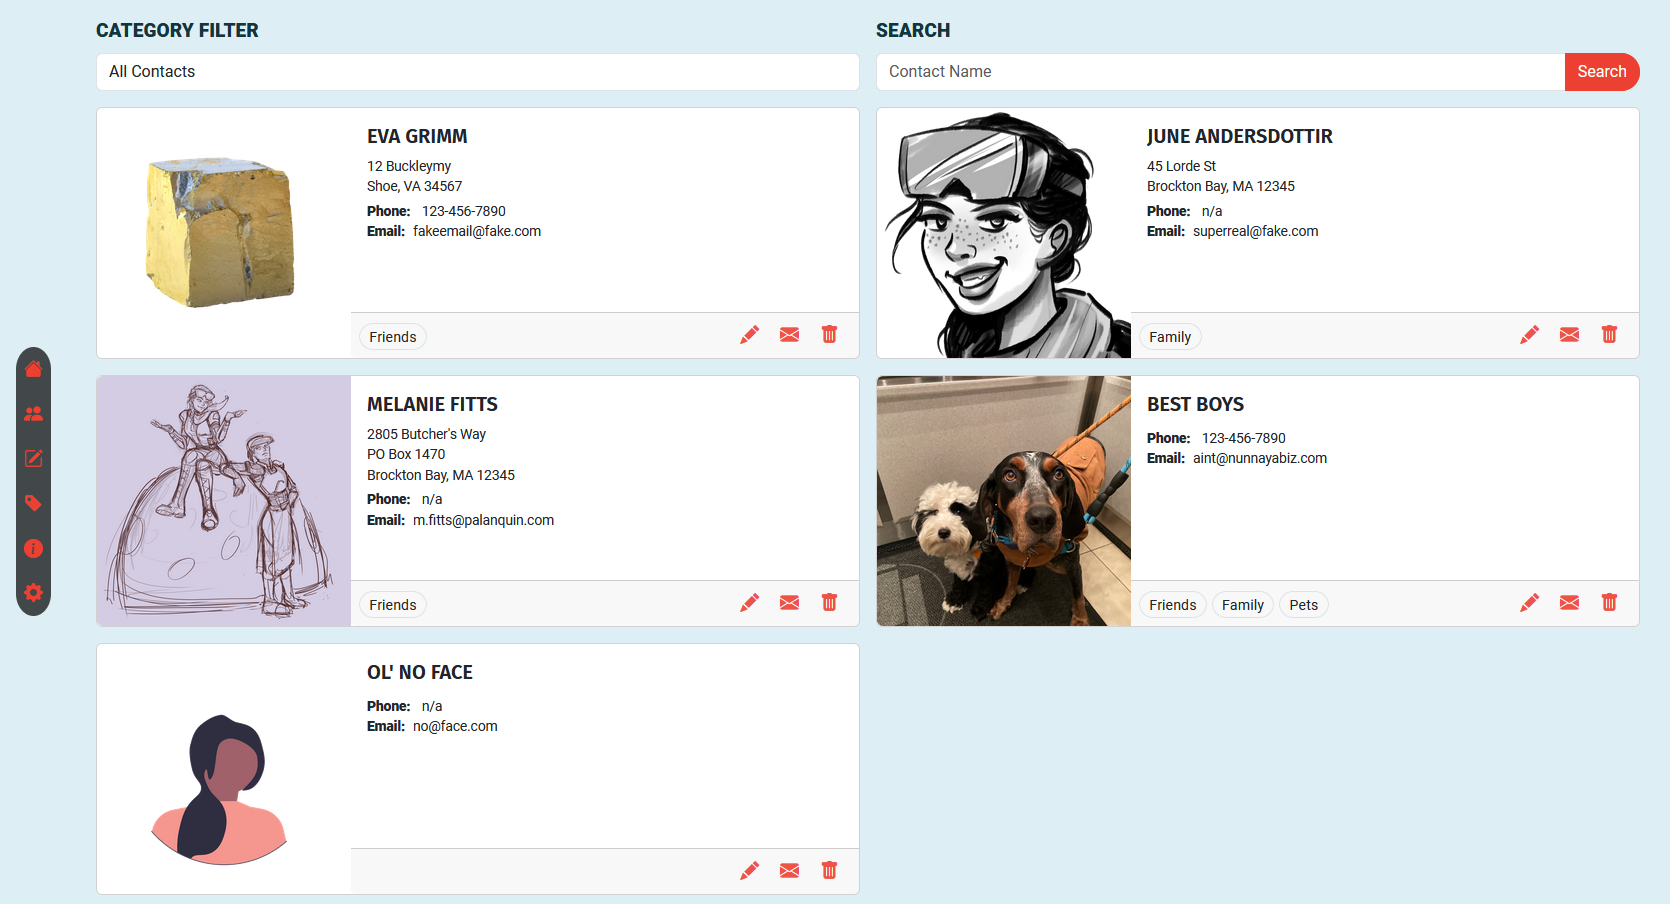 CATEGORY FILTER
All Contacts
SEARCH
Contact Name
Search
EVA GRIMM
12 Buckleymy
Shoe, VA 34567
Phone: 123-456-7890
Email: fakeemail@fake.com
Friends
JUNE ANDERSDOTTIR
45 Lorde St
Brockton Bay, MA 12345
Phone: n/a
Email: superreal@fake.com
Family
MELANIE FITTS
2805 Butcher's Way
PO Box 1470
Brockton Bay, MA 12345
Phone: n/a
Email: m.fitts@palanquin.com
Friends
BEST BOYS
Phone: 123-456-7890
Email: aint@nunnayabiz.com
Friends Family Pets
OL' NO FACE
Phone: n/a
Email: no@face.com